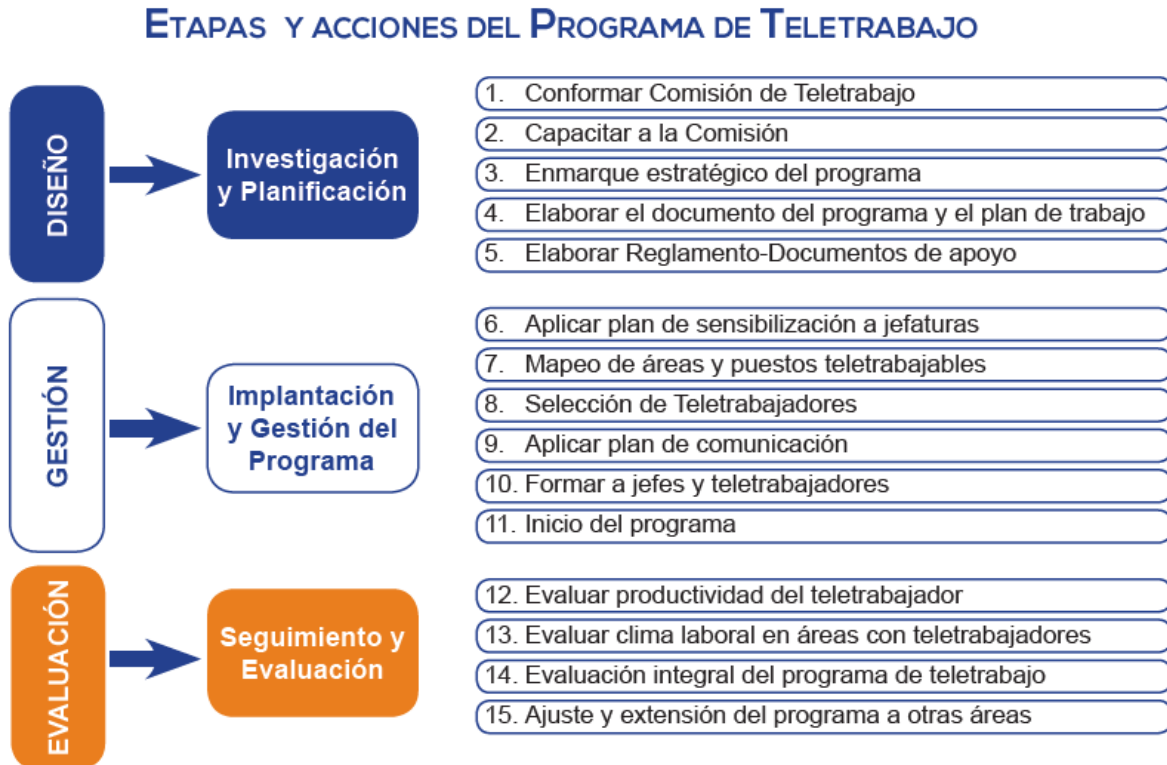 ETAPAS Y ACCIONES DEL PROGRAMA DE TELETRABAJO
DISEÑO
Investigación
y Planificación
1. Conformar Comisión de Teletrabajo
2. Capacitar a la Comisión
3. Enmarque estratégico del programa
4. Elaborar el documento del programa y el plan de trabajo
5. Elaborar Reglamento-Documentos de apoyo
GESTIÓN
Implantación
y Gestión del
Programa
6. Aplicar plan de sensibilización a jefaturas
7. Mapeo de áreas y puestos teletrabajables
8. Selección de Teletrabajadores
9. Aplicar plan de comunicación
10. Formar a jefes y teletrabajadores
11. Inicio del programa
EVALUACIÓN
Seguimiento y
Evaluación
12. Evaluar productividad del teletrabajador
13. Evaluar clima laboral en áreas con teletrabajadores
14. Evaluación integral del programa de teletrabajo
15. Ajuste y extensión del programa a otras áreas